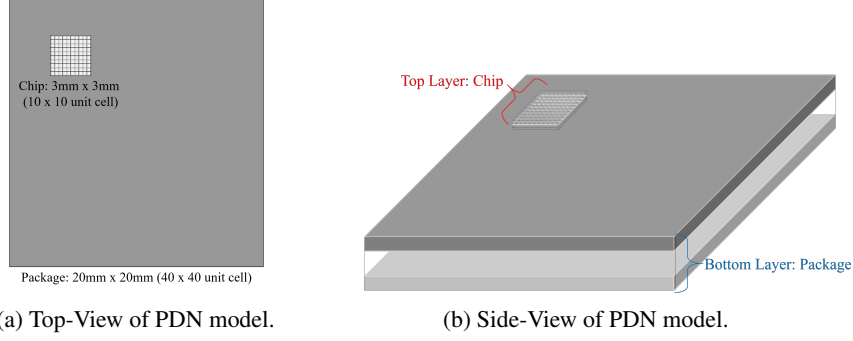 Chip: 3mm x 3mm
(10 x 10 unit cell)
Package: 20mm x 20mm (40 x 40 unit cell)
Top Layer: Chip
Bottom Layer: Package
a) Top-View of PDN model.
(b) Side-View of PDN model.